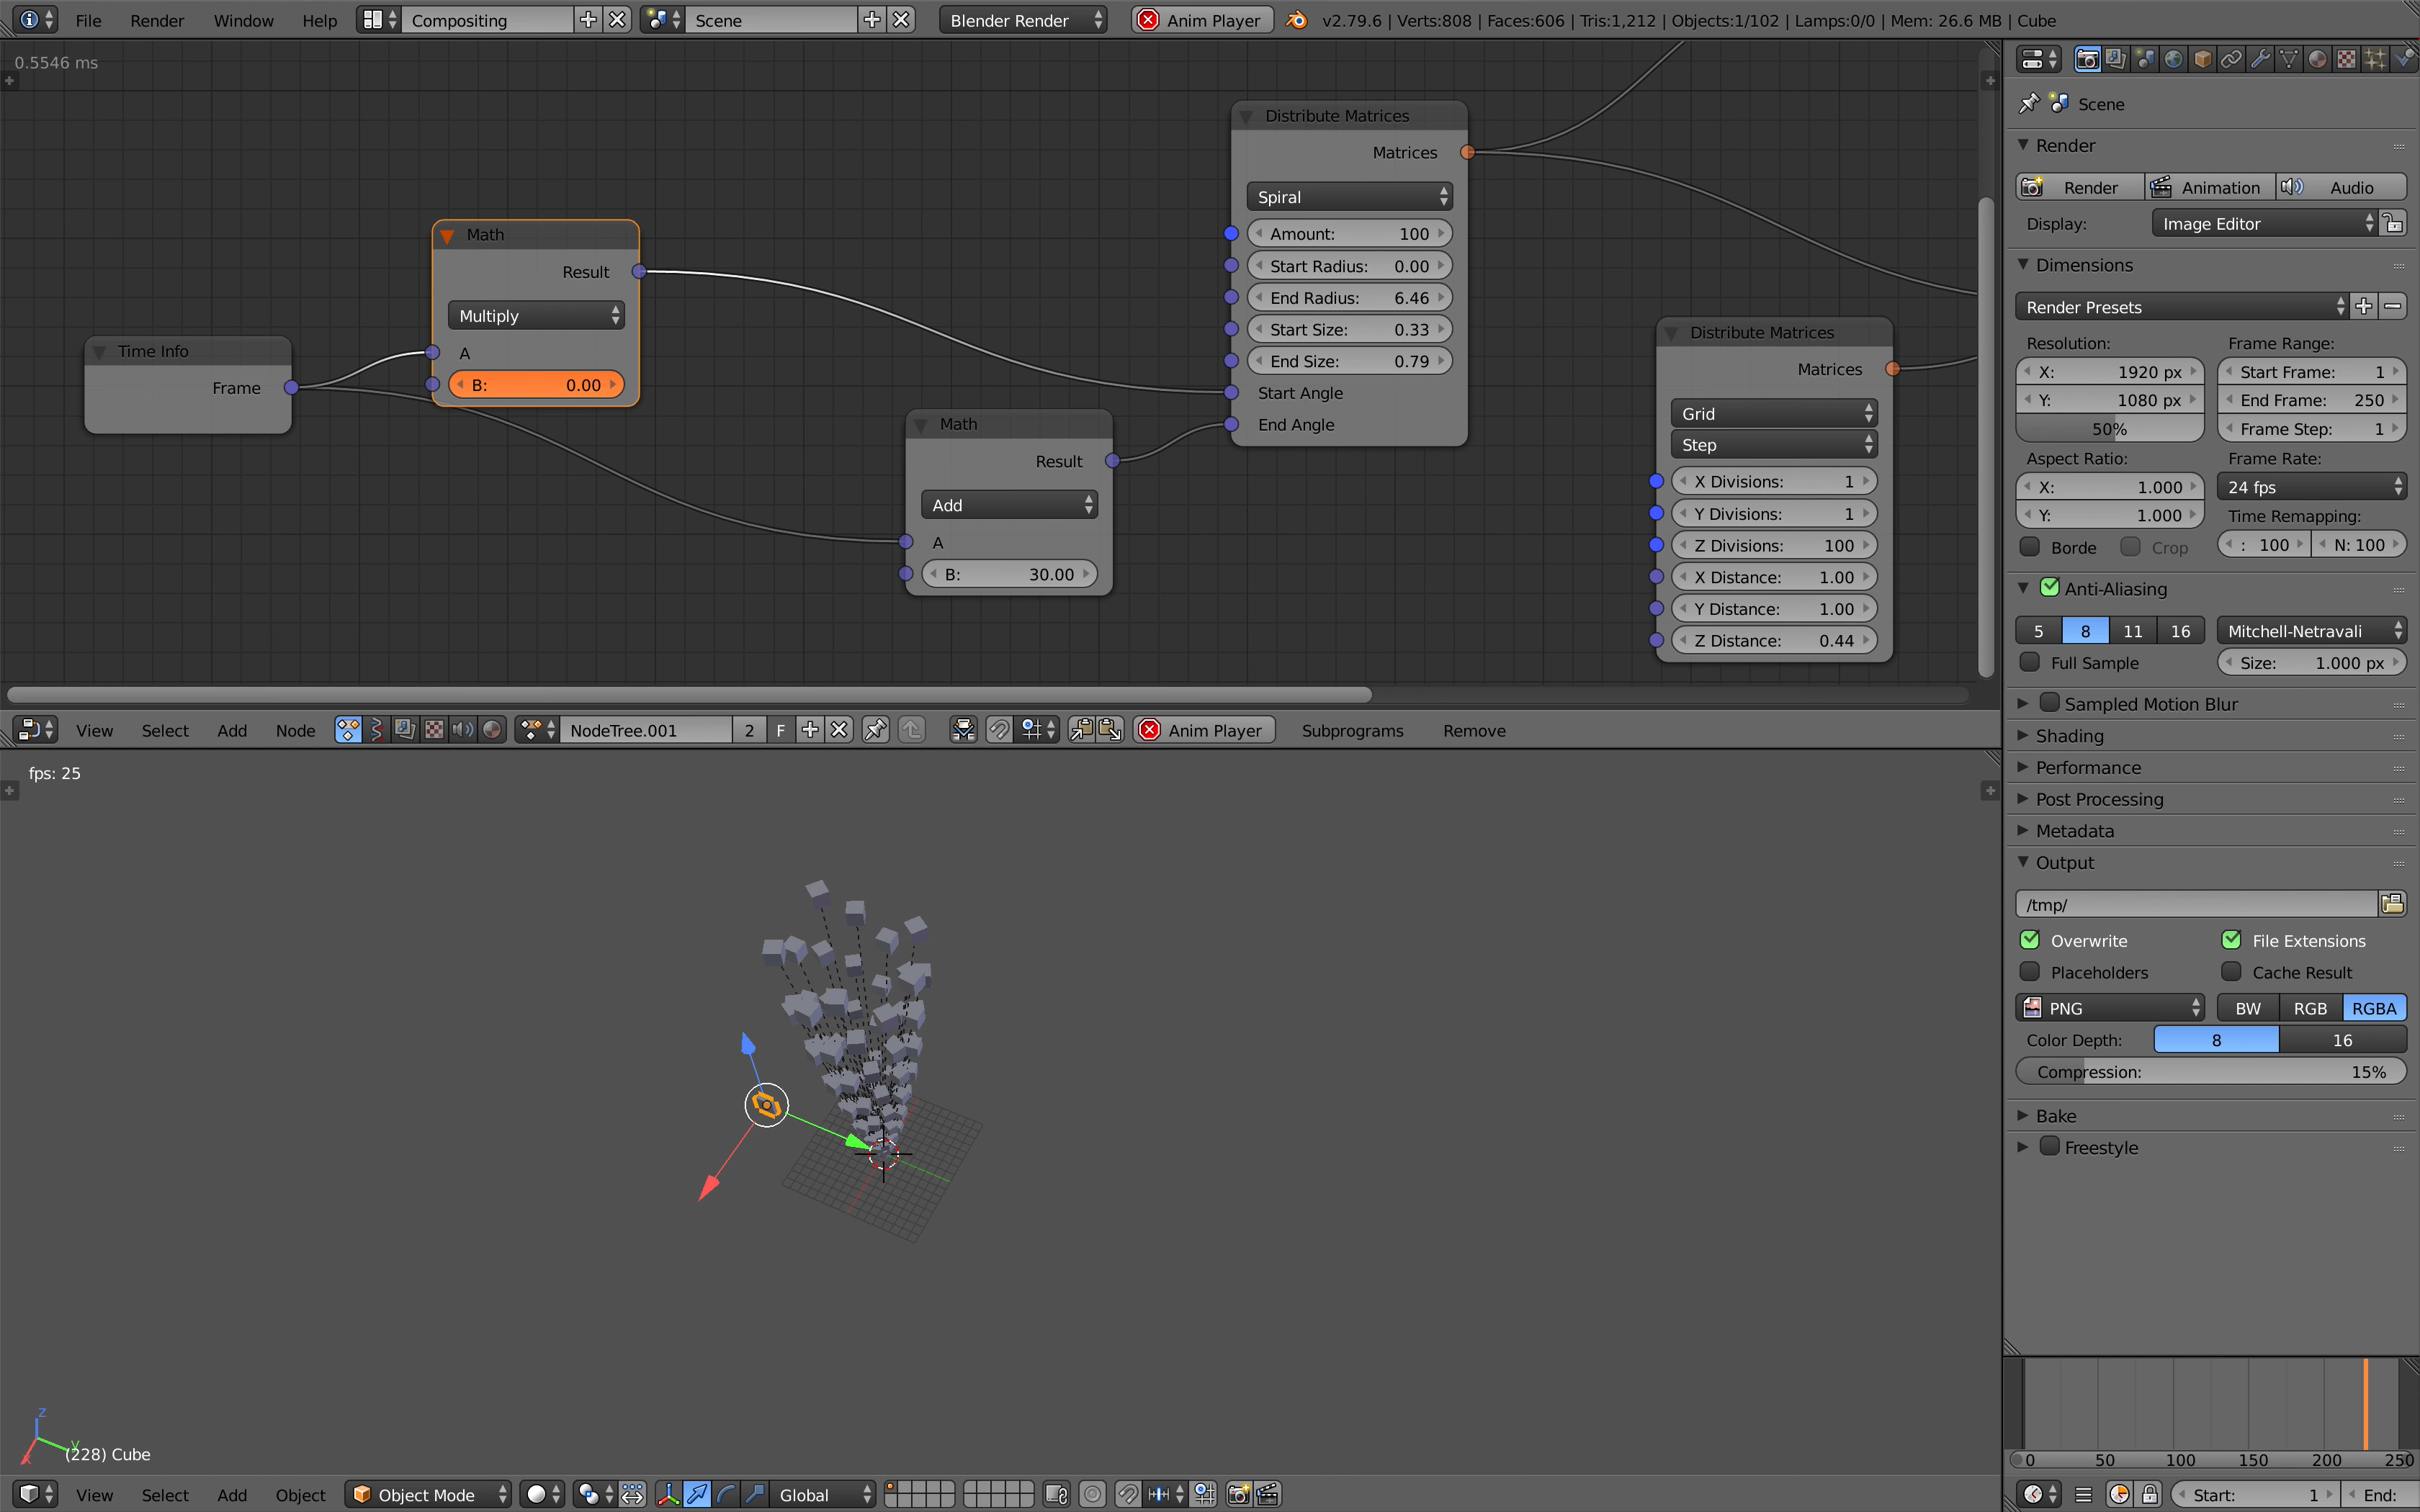 File Render Window Help Compositing Scene Blender Render Anim Player v2.79.6 | Verts:808 | Faces:606 | Tris:1,212 | Objects:1/102 | Lamps:0/0 | Mem: 26.6 MB | Cube
0.5546 ms
Time Info
Frame
Math
Result
Multiply
A
B: 0.00
Math
Result
Add
A
B: 30.00
Distribute Matrices
Matrices
Spiral
Amount: 100
Start Radius: 0.00
End Radius: 6.46
Start Size: 0.33
End Size: 0.79
Start Angle
End Angle
Distribute Matrices
Matrices
Grid
Step
X Divisions: 1
Y Divisions: 1
Z Divisions: 100
X Distance: 1.00
Y Distance: 1.00
Z Distance: 0.44
View Select Add Node NodeTree.001 2 F Anim Player Subprograms Remove
fps: 25
z
y
x
(228) Cube
View Select Add Object Object Mode Global
Scene
Render
Render Animation Audio
Display: Image Editor
Dimensions
Render Presets
Resolution: Frame Range:
X: 1920 px Start Frame: 1
Y: 1080 px End Frame: 250
50% Frame Step: 1
Aspect Ratio: Frame Rate:
X: 1.000 24 fps
Y: 1.000 Time Remapping:
Borde Crop : 100 N: 100
Anti-Aliasing
5 8 11 16 Mitchell-Netravali
Full Sample Size: 1.000 px
Sampled Motion Blur
Shading
Performance
Post Processing
Metadata
Output
/tmp/
Overwrite File Extensions
Placeholders Cache Result
PNG BW RGB RGBA
Color Depth: 8 16
Compression: 15%
Bake
Freestyle
0 50 100 150 200 250
Start: 1 End: